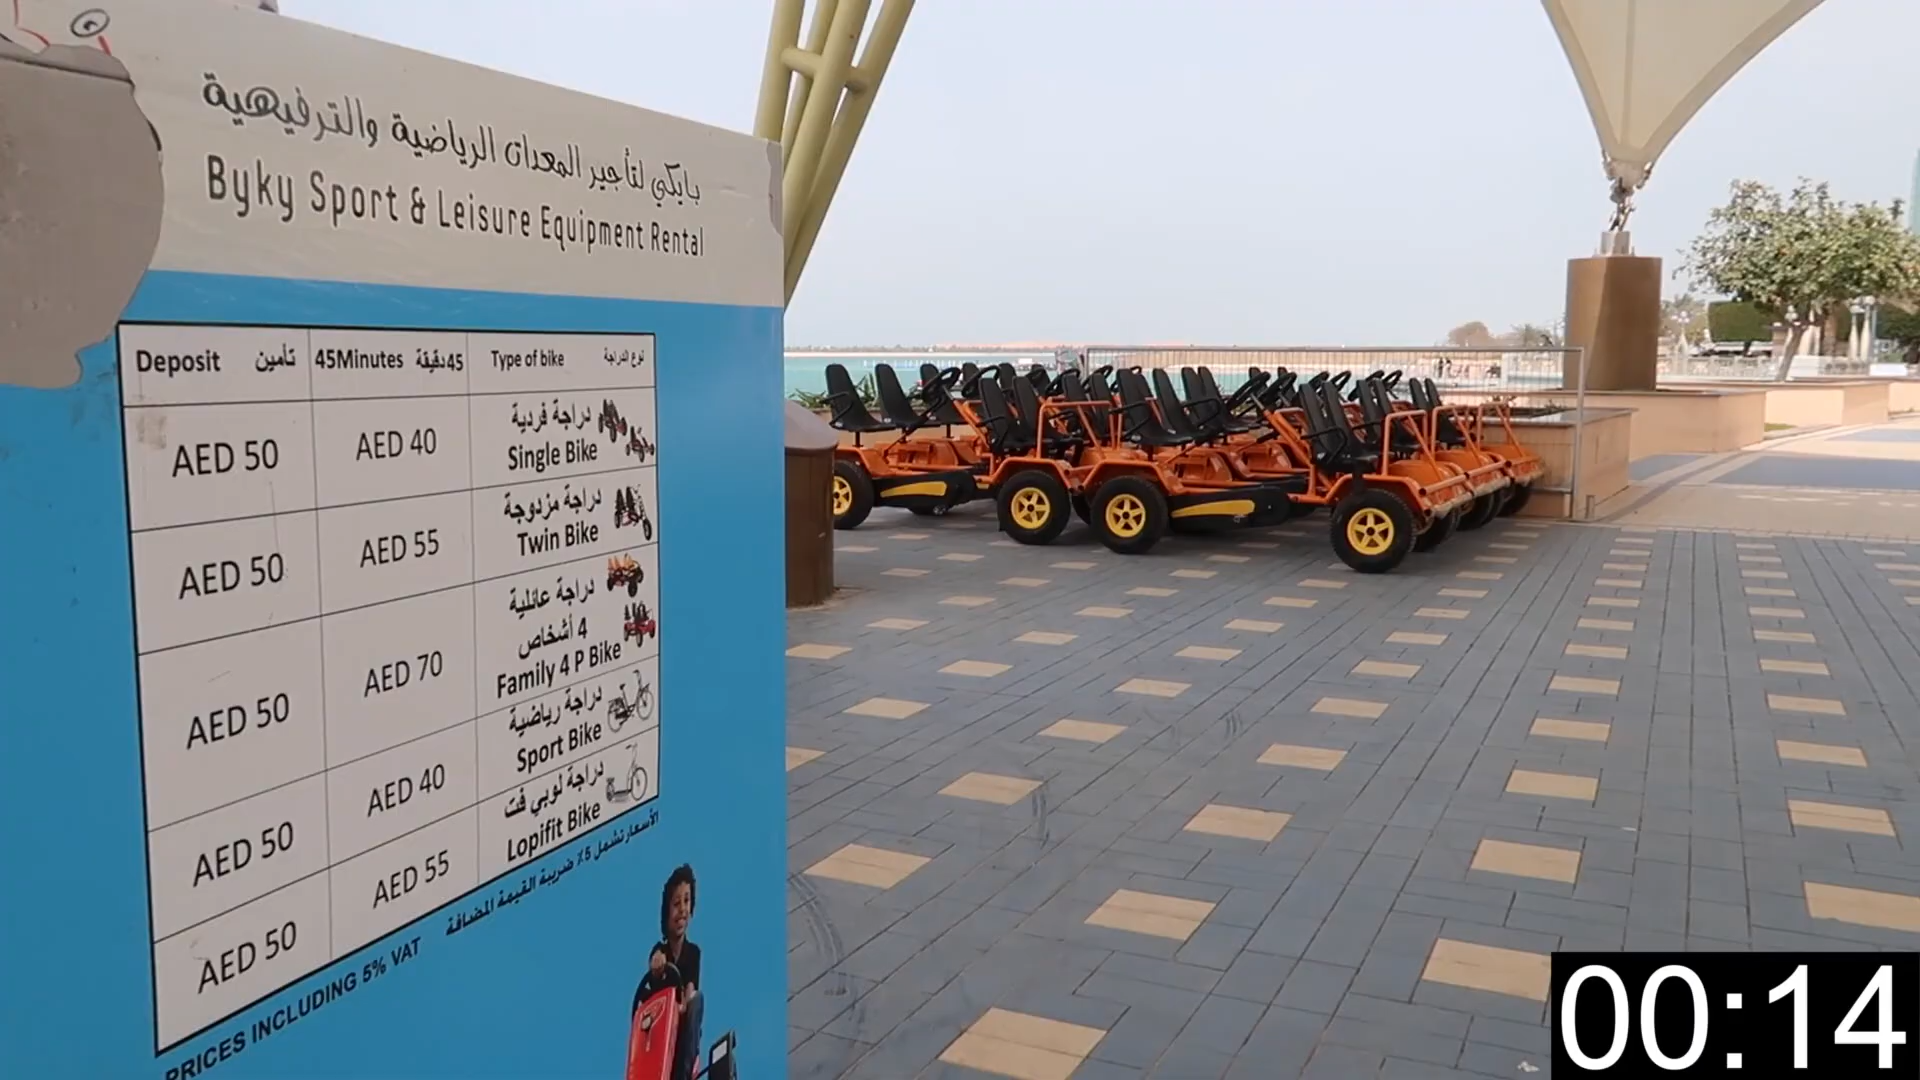 بايكي لتأجير المعدات الرياضية والترفيهية
Byky Sport & Leisure Equipment Rental
Deposit تأمين 45Minutes 45دقيقة Type of bike نوع الدراجة
AED 50 AED 40 دراجة فردية
Single Bike
AED 50 AED 55 دراجة مزدوجة
Twin Bike
AED 50 AED 70 دراجة عائلية
4 أشخاص
Family 4 P Bike
AED 50 AED 40 دراجة رياضية
Sport Bike
AED 50 AED 55 دراجة لوبي فت
Lopifit Bike
PRICES INCLUDING 5% VAT الأسعار تشمل 5٪ ضريبة القيمة المضافة
00:14